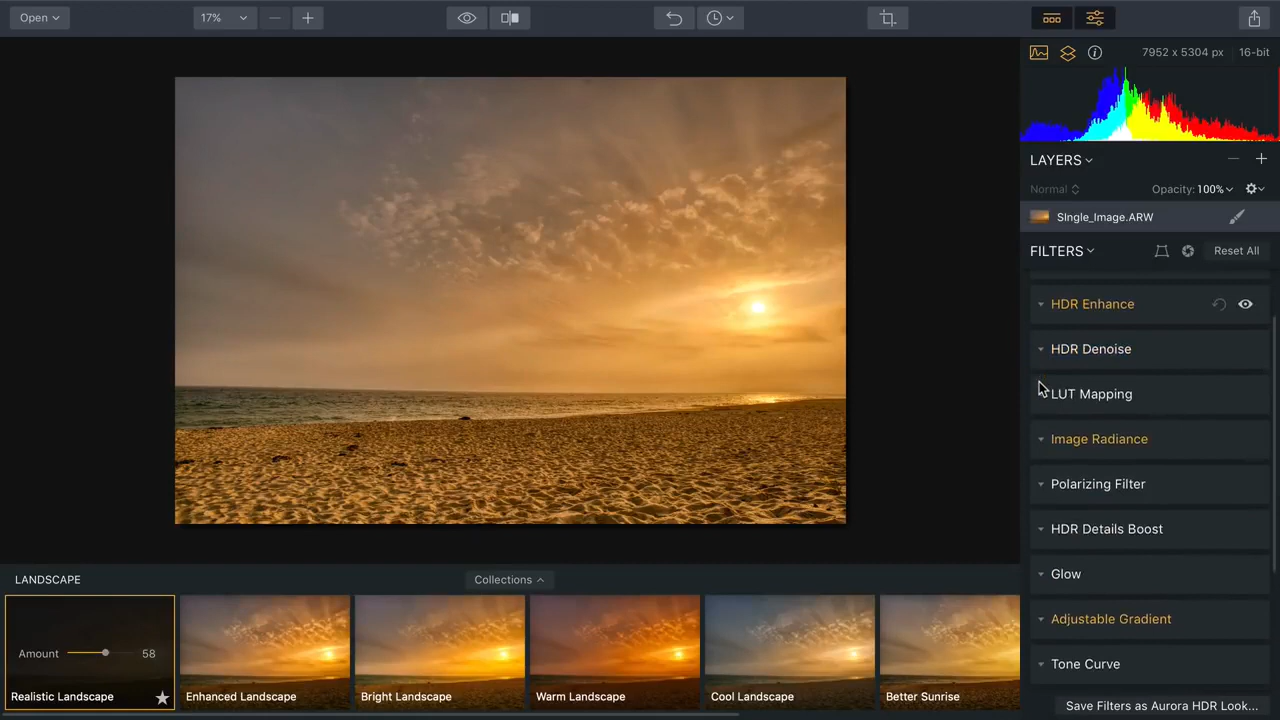 Open
17%
7952 x 5304 px 16-bit
LAYERS
Normal Opacity: 100%
SIngle_Image.ARW
FILTERS Reset All
HDR Enhance
HDR Denoise
LUT Mapping
Image Radiance
Polarizing Filter
HDR Details Boost
Glow
Adjustable Gradient
Tone Curve
Save Filters as Aurora HDR Look...
LANDSCAPE Collections
Amount 58
Realistic Landscape
Enhanced Landscape
Bright Landscape
Warm Landscape
Cool Landscape
Better Sunrise